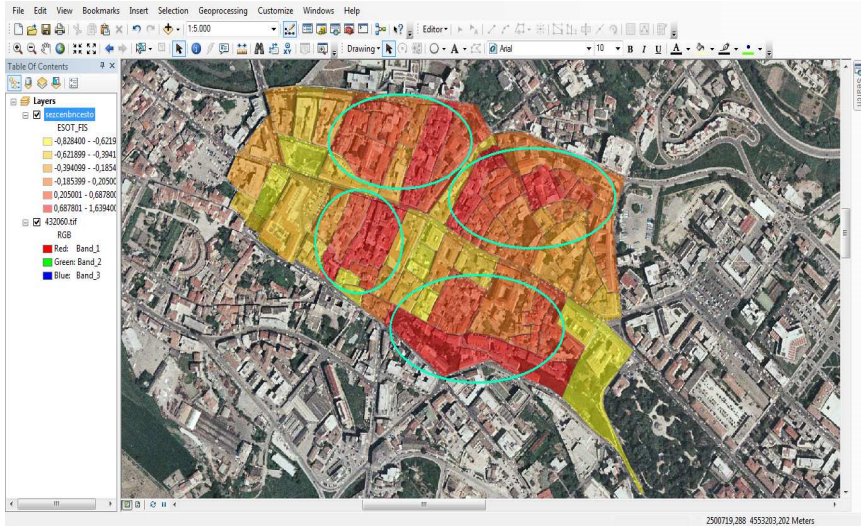 File Edit View Bookmarks Insert Selection Geoprocessing Customize Windows Help
1:5.000 Editor
Drawing Arial 10 B I U A
Table Of Contents
Layers
sezcenbncesto
ESOT_FIS
-0,828400 - -0,6219
-0,621899 - -0,3941
-0,394099 - -0,1854
-0,185399 - 0,20500
0,205001 - 0,687800
0,687801 - 1,639400
432060.tif
RGB
Red: Band_1
Green: Band_2
Blue: Band_3
Search
2500719,288 4553203,202 Meters